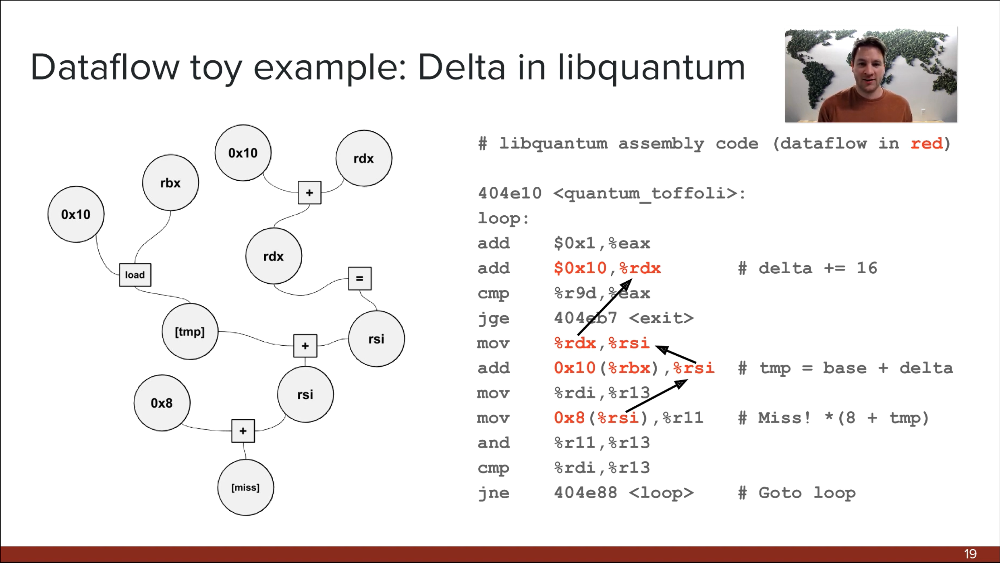 Dataflow toy example: Delta in libquantum
0x10
rdx
rbx
+
0x10
rdx
load
=
[tmp]
+
rsi
0x8
rsi
+
[miss]
# libquantum assembly code (dataflow in red)
404e10 <quantum_toffoli>:
loop:
add $0x1,%eax
add $0x10,%rdx # delta += 16
cmp %r9d,%eax
jge 404eb7 <exit>
mov %rdx,%rsi
add 0x10(%rbx),%rsi # tmp = base + delta
mov %rdi,%r13
mov 0x8(%rsi),%r11 # Miss! *(8 + tmp)
and %r11,%r13
cmp %rdi,%r13
jne 404e88 <loop> # Goto loop
19